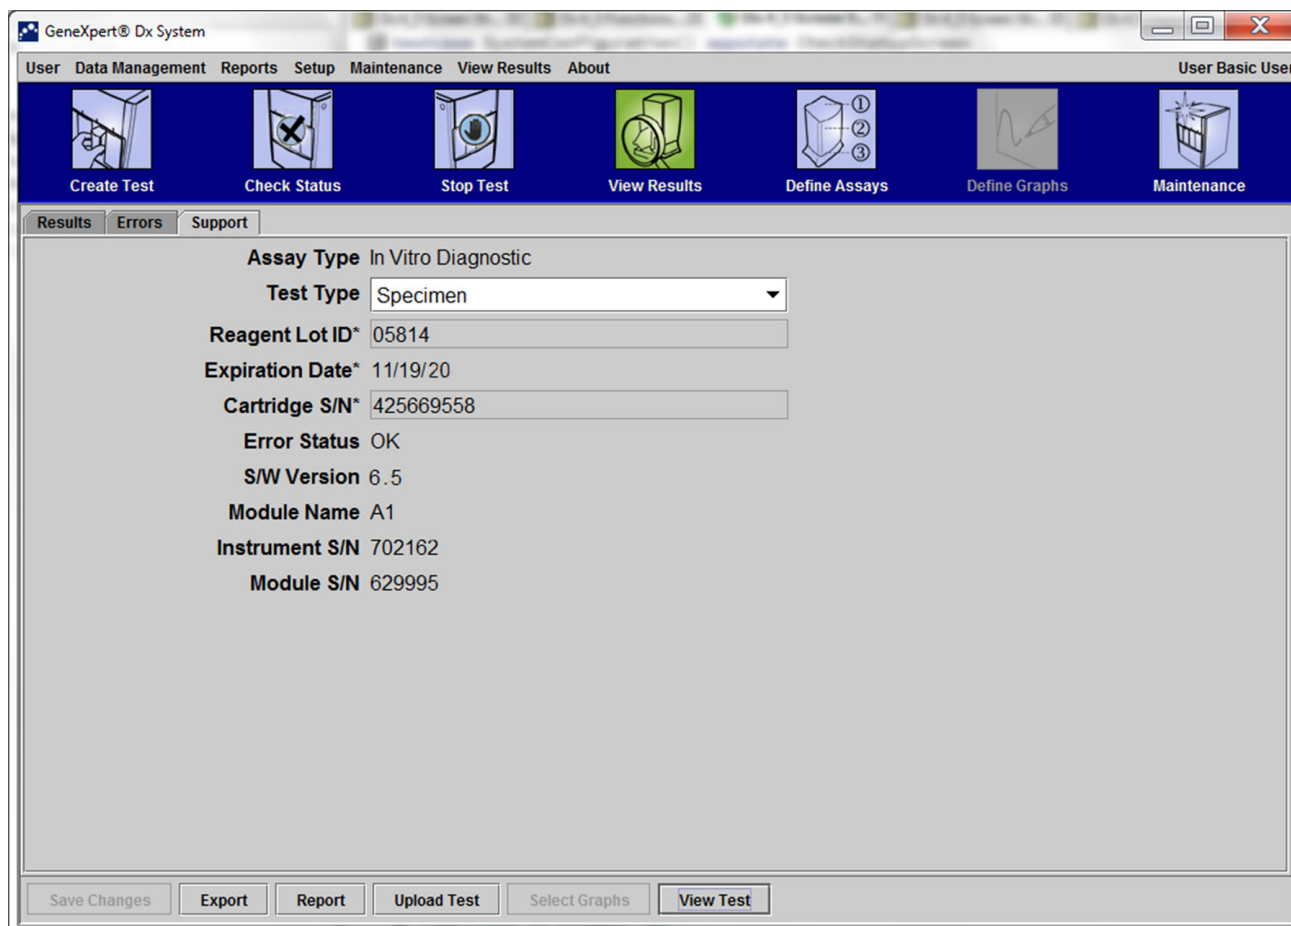 GeneXpert® Dx System
User Data Management Reports Setup Maintenance View Results About User Basic User
① ② ③
Create Test Check Status Stop Test View Results Define Assays Define Graphs Maintenance
Results Errors Support
Assay Type In Vitro Diagnostic
Test Type Specimen
Reagent Lot ID* 05814
Expiration Date* 11/19/20
Cartridge S/N* 425669558
Error Status OK
S/W Version 6.5
Module Name A1
Instrument S/N 702162
Module S/N 629995
Save Changes Export Report Upload Test Select Graphs View Test